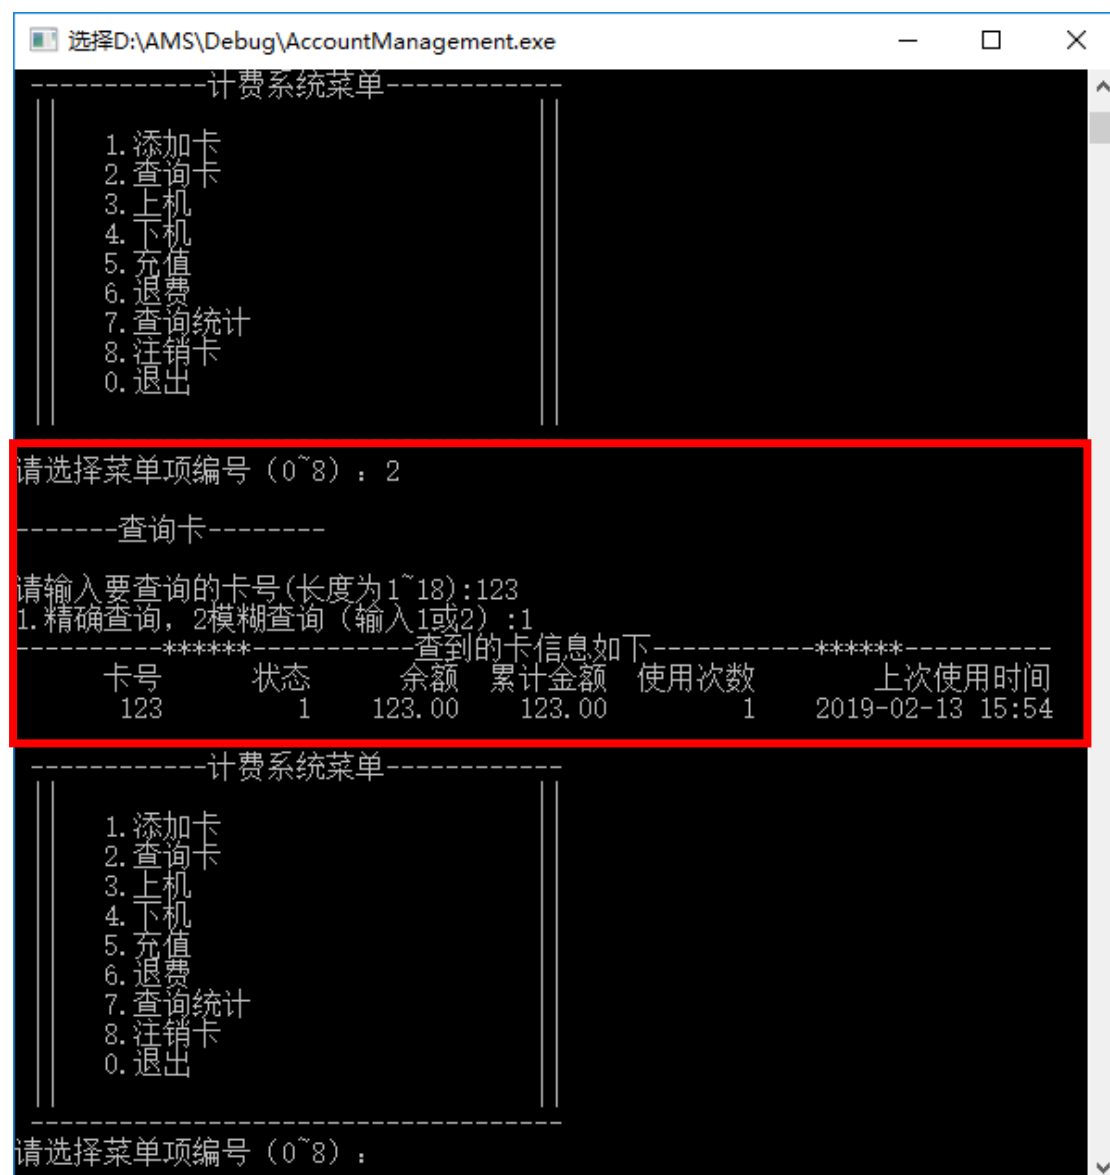 选择D:\AMS\Debug\AccountManagement.exe
------------计费系统菜单------------
1.添加卡
2.查询卡
3.上机
4.下机
5.充值
6.退费
7.查询统计
8.注销卡
0.退出
请选择菜单项编号（0~8）：2
-------查询卡--------
请输入要查询的卡号(长度为1~18):123
1.精确查询，2模糊查询（输入1或2）:1
----------******-----------查到的卡信息如下-----------******----------
卡号 状态 余额 累计金额 使用次数 上次使用时间
123 1 123.00 123.00 1 2019-02-13 15:54
------------计费系统菜单------------
1.添加卡
2.查询卡
3.上机
4.下机
5.充值
6.退费
7.查询统计
8.注销卡
0.退出
------------------------------------
请选择菜单项编号（0~8）：